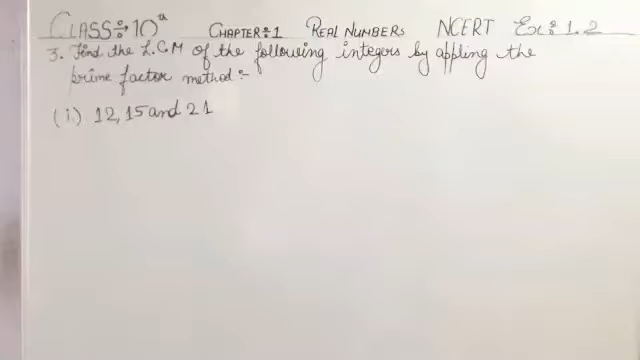 CLASS:10th CHAPTER:1 REAL NUMBERS NCERT Ex:1.2
3. Find the L.C.M of the following integers by appling the
prime factor method:-
(i) 12, 15 and 21